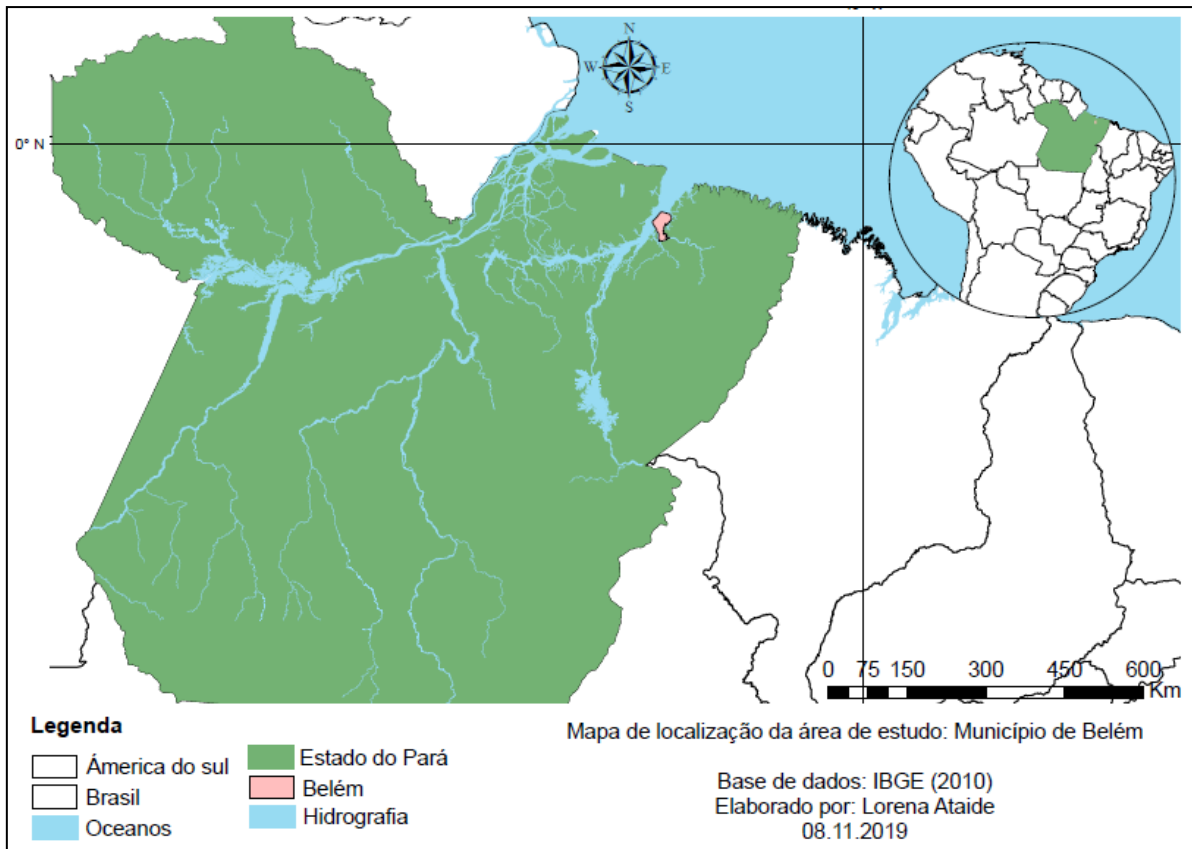 N
W E
S
0° N
0 75 150 300 450 600
Km
Legenda
Ámerica do sul
Brasil
Oceanos
Estado do Pará
Belém
Hidrografia
Mapa de localização da área de estudo: Município de Belém
Base de dados: IBGE (2010)
Elaborado por: Lorena Ataide
08.11.2019